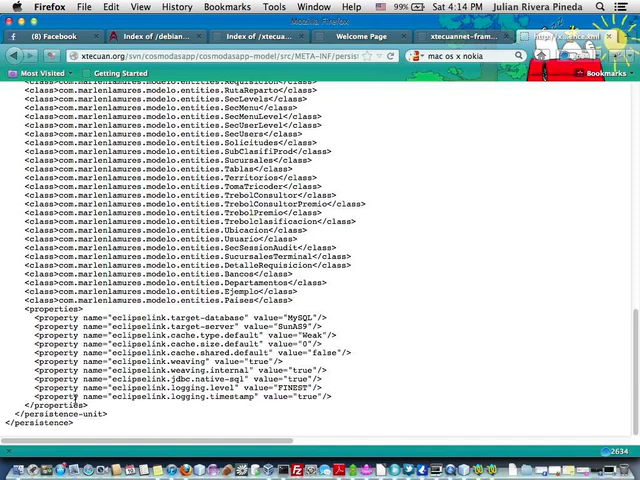 Firefox File Edit View History Bookmarks Tools Window Help 99% Sat 4:14 PM Julian Rivera Pineda
Mozilla Firefox
(8) Facebook Index of /debian... Index of /xtecua... Welcome Page xtecuannet-fram...
xtecuan.org/svn/cosmodasapp/cosmodasapp-model/src/META-INF/persis mac os x nokia
Most Visited Getting Started Bookmarks
<class>com.marlenlamures.modelo.entities.Requisicion</class>
<class>com.marlenlamures.modelo.entities.RutaReparto</class>
<class>com.marlenlamures.modelo.entities.SecLevels</class>
<class>com.marlenlamures.modelo.entities.SecMenu</class>
<class>com.marlenlamures.modelo.entities.SecMenuLevel</class>
<class>com.marlenlamures.modelo.entities.SecUserLevel</class>
<class>com.marlenlamures.modelo.entities.SecUsers</class>
<class>com.marlenlamures.modelo.entities.Solicitudes</class>
<class>com.marlenlamures.modelo.entities.SubClasifiProd</class>
<class>com.marlenlamures.modelo.entities.Sucursales</class>
<class>com.marlenlamures.modelo.entities.Tablas</class>
<class>com.marlenlamures.modelo.entities.Territorios</class>
<class>com.marlenlamures.modelo.entities.TomaTricoder</class>
<class>com.marlenlamures.modelo.entities.TrebolConsultor</class>
<class>com.marlenlamures.modelo.entities.TrebolConsultorPremio</class>
<class>com.marlenlamures.modelo.entities.TrebolPremio</class>
<class>com.marlenlamures.modelo.entities.Trebolclasificacion</class>
<class>com.marlenlamures.modelo.entities.Ubicacion</class>
<class>com.marlenlamures.modelo.entities.Usuario</class>
<class>com.marlenlamures.modelo.entities.SecSessionAudit</class>
<class>com.marlenlamures.modelo.entities.SucursalesTerminal</class>
<class>com.marlenlamures.modelo.entities.DetalleRequisicion</class>
<class>com.marlenlamures.modelo.entities.Bancos</class>
<class>com.marlenlamures.modelo.entities.Departamentos</class>
<class>com.marlenlamures.modelo.entities.Ejemplo</class>
<class>com.marlenlamures.modelo.entities.Paises</class>
<properties>
<property name="eclipselink.target-database" value="MySQL"/>
<property name="eclipselink.target-server" value="SunAS9"/>
<property name="eclipselink.cache.type.default" value="Weak"/>
<property name="eclipselink.cache.size.default" value="0"/>
<property name="eclipselink.cache.shared.default" value="false"/>
<property name="eclipselink.weaving" value="true"/>
<property name="eclipselink.weaving.internal" value="true"/>
<property name="eclipselink.jdbc.native-sql" value="true"/>
<property name="eclipselink.logging.level" value="FINEST"/>
<property name="eclipselink.logging.timestamp" value="true"/>
</properties>
</persistence-unit>
</persistence>
2634